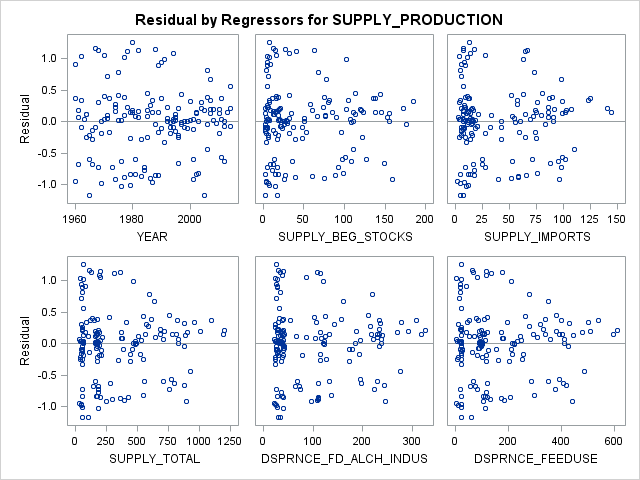 Residual by Regressors for SUPPLY_PRODUCTION
Residual
1.0
0.5
0.0
-0.5
-1.0
1960 1980 2000
YEAR
0 50 100 150 200
SUPPLY_BEG_STOCKS
0 25 50 75 100 125 150
SUPPLY_IMPORTS
Residual
1.0
0.5
0.0
-0.5
-1.0
0 250 500 750 1000 1250
SUPPLY_TOTAL
0 100 200 300
DSPRNCE_FD_ALCH_INDUS
0 200 400 600
DSPRNCE_FEEDUSE